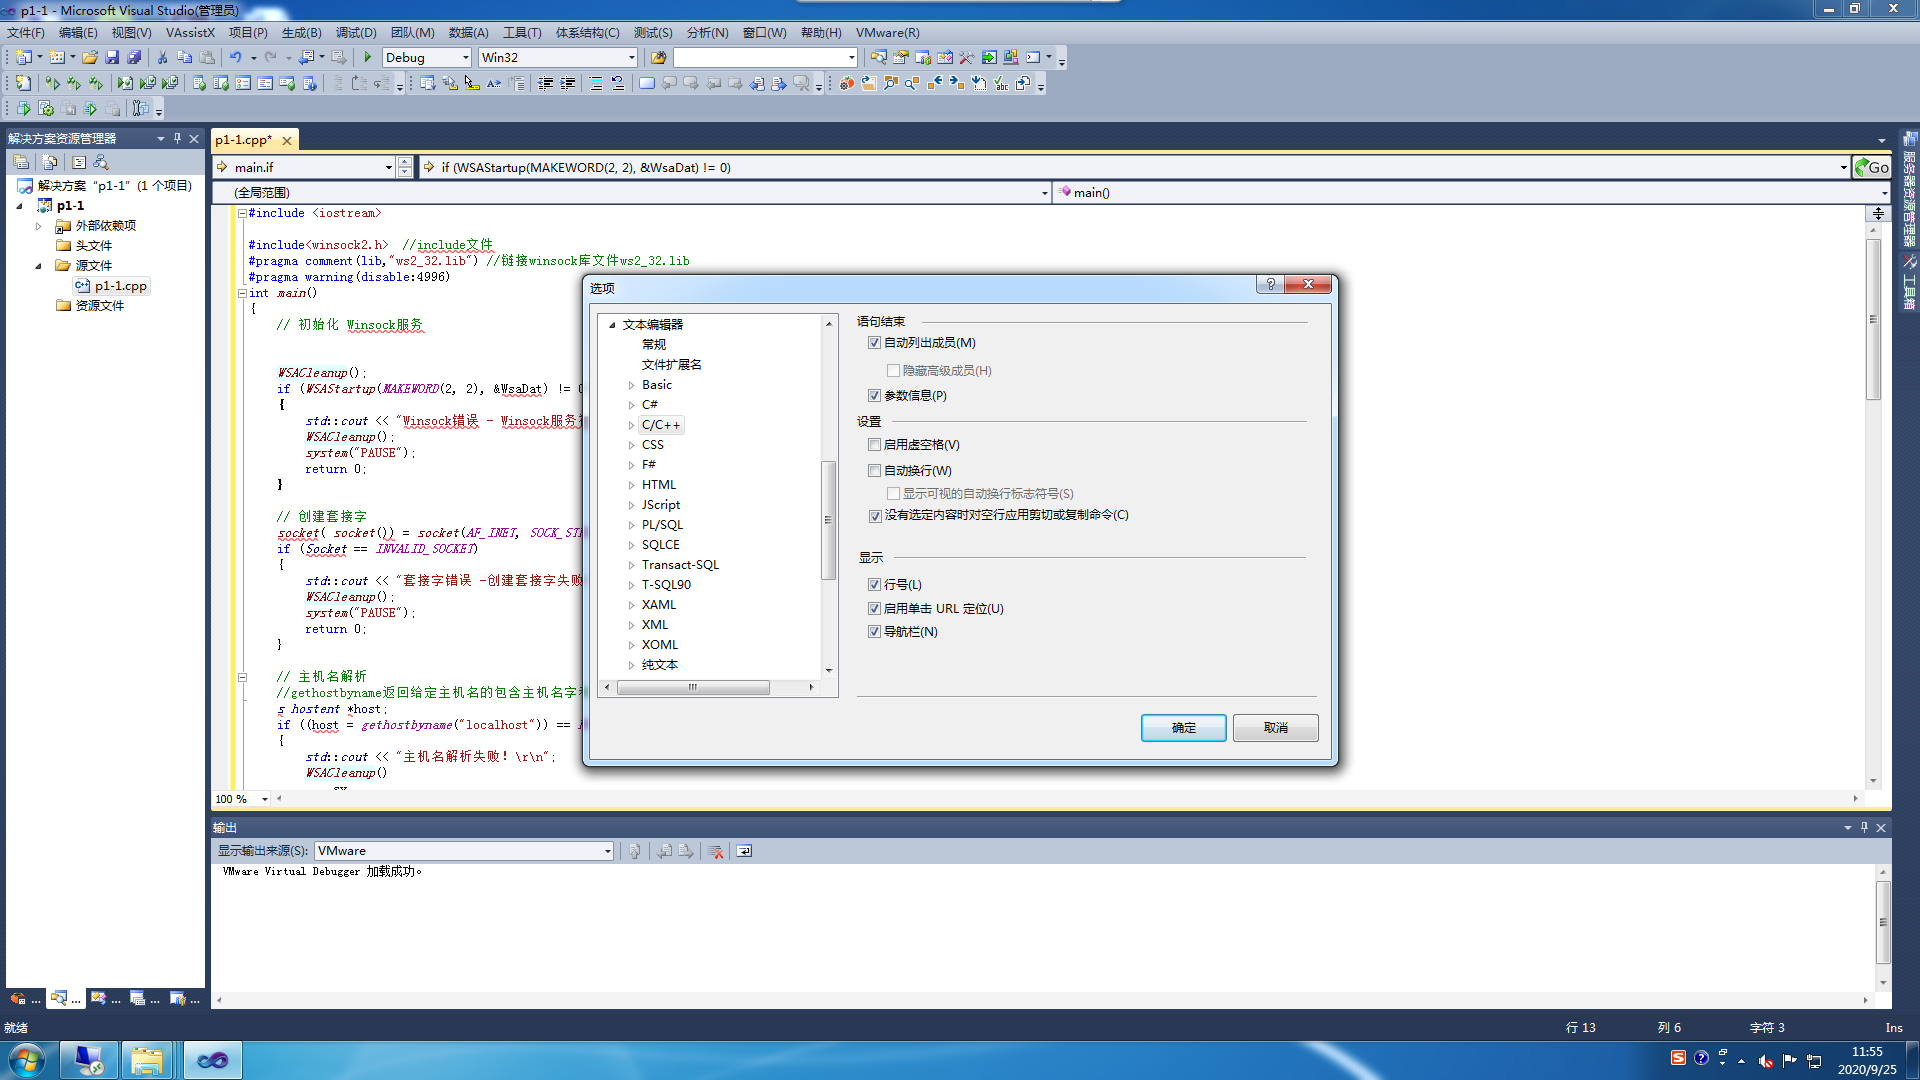 p1-1 - Microsoft Visual Studio(管理员)
文件(F) 编辑(E) 视图(V) VAssistX 项目(P) 生成(B) 调试(D) 团队(M) 数据(A) 工具(T) 体系结构(C) 测试(S) 分析(N) 窗口(W) 帮助(H) VMware(R)
Debug Win32
解决方案资源管理器
p1-1.cpp*
main.if
if (WSAStartup(MAKEWORD(2, 2), &WsaDat) != 0)
Go
(全局范围)
main()
解决方案 "p1-1" (1 个项目)
p1-1
外部依赖项
头文件
源文件
p1-1.cpp
资源文件
#include <iostream>
#include<winsock2.h> //include文件
#pragma comment(lib,"ws2_32.lib") //链接winsock库文件ws2_32.lib
#pragma warning(disable:4996)
int main()
{
// 初始化 Winsock服务
WSACleanup();
if (WSAStartup(MAKEWORD(2, 2), &WsaDat) != 0
{
std::cout << "Winsock错误 - Winsock服务
WSACleanup();
system("PAUSE");
return 0;
}
// 创建套接字
socket( socket()) = socket(AF_INET, SOCK_ST
if (Socket == INVALID_SOCKET)
{
std::cout << "套接字错误 -创建套接字失败
WSACleanup();
system("PAUSE");
return 0;
}
// 主机名解析
//gethostbyname返回给定主机名的包含主机名字
s hostent *host;
if ((host = gethostbyname("localhost")) ==
{
std::cout << "主机名解析失败! \r\n";
WSACleanup()
100 %
选项
文本编辑器
常规
文件扩展名
Basic
C#
C/C++
CSS
F#
HTML
JScript
PL/SQL
SQLCE
Transact-SQL
T-SQL90
XAML
XML
XOML
纯文本
语句结束
自动列出成员(M)
隐藏高级成员(H)
参数信息(P)
设置
启用虚空格(V)
自动换行(W)
显示可视的自动换行标志符号(S)
没有选定内容时对空行应用剪切或复制命令(C)
显示
行号(L)
启用单击 URL 定位(U)
导航栏(N)
确定 取消
服务器资源管理器
工具箱
输出
显示输出来源(S): VMware
VMware Virtual Debugger 加载成功。
... ... ... ... ...
就绪
行 13 列 6 字符 3 Ins
11:55
2020/9/25